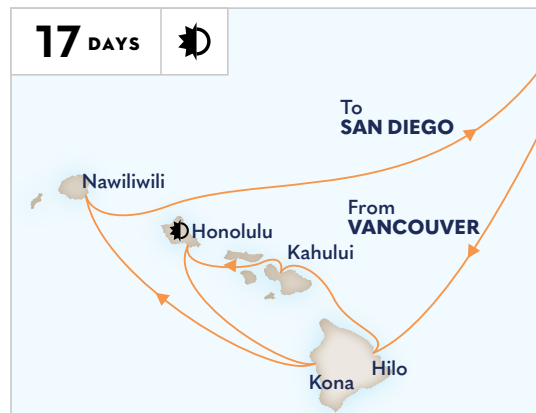 17 DAYS
To
SAN DIEGO
Nawiliwili
From
VANCOUVER
Honolulu
Kahului
Kona
Hilo